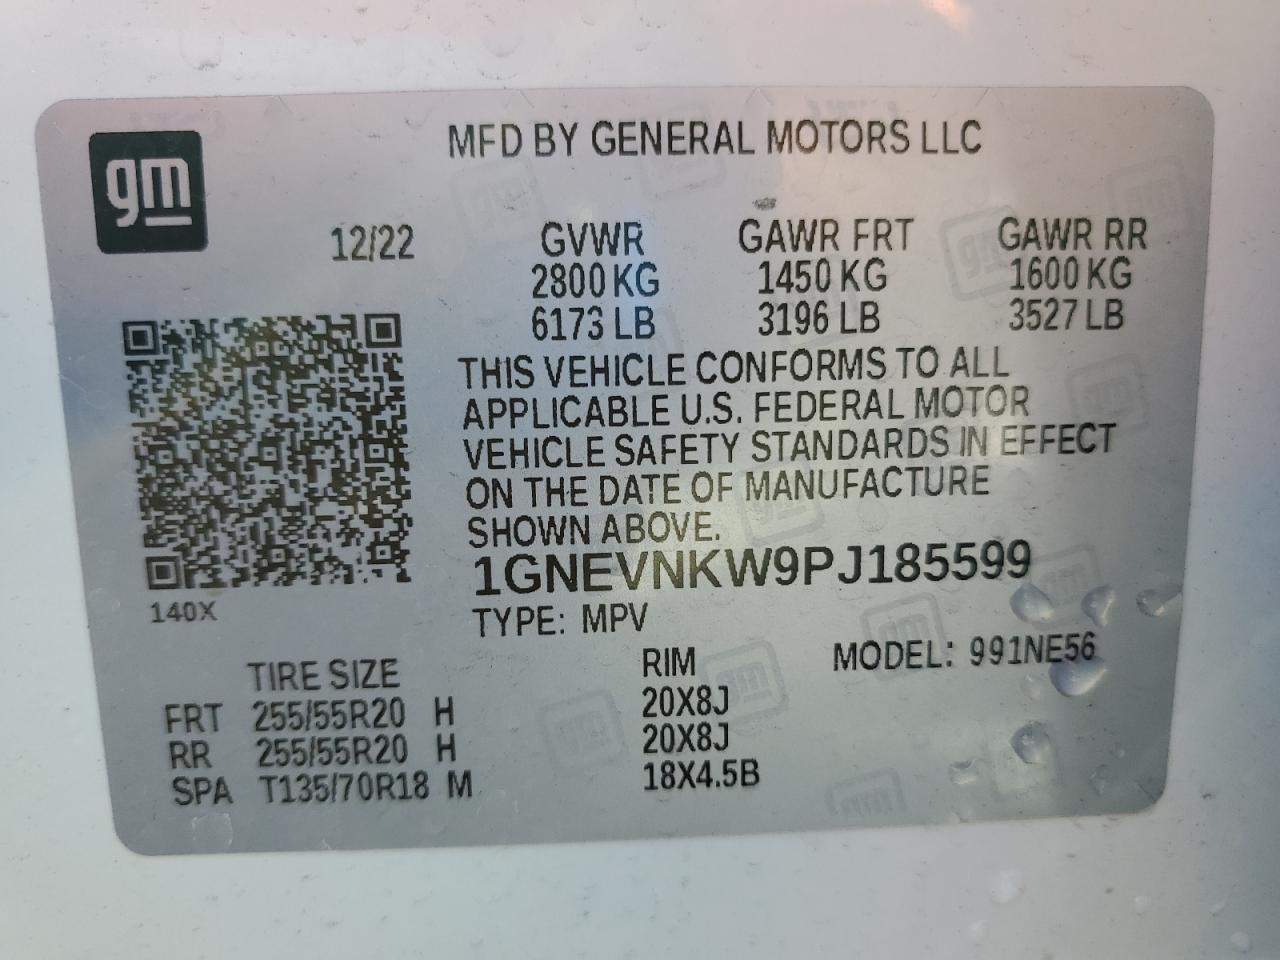 gm
MFD BY GENERAL MOTORS LLC
12/22
GVWR GAWR FRT GAWR RR
2800 KG 1450 KG 1600 KG
6173 LB 3196 LB 3527 LB
THIS VEHICLE CONFORMS TO ALL
APPLICABLE U.S. FEDERAL MOTOR
VEHICLE SAFETY STANDARDS IN EFFECT
ON THE DATE OF MANUFACTURE
SHOWN ABOVE.
1GNEVNKW9PJ185599
140X
TYPE: MPV
MODEL: 991NE56
TIRE SIZE RIM
FRT 255/55R20 H 20X8J
RR 255/55R20 H 20X8J
SPA T135/70R18 M 18X4.5B